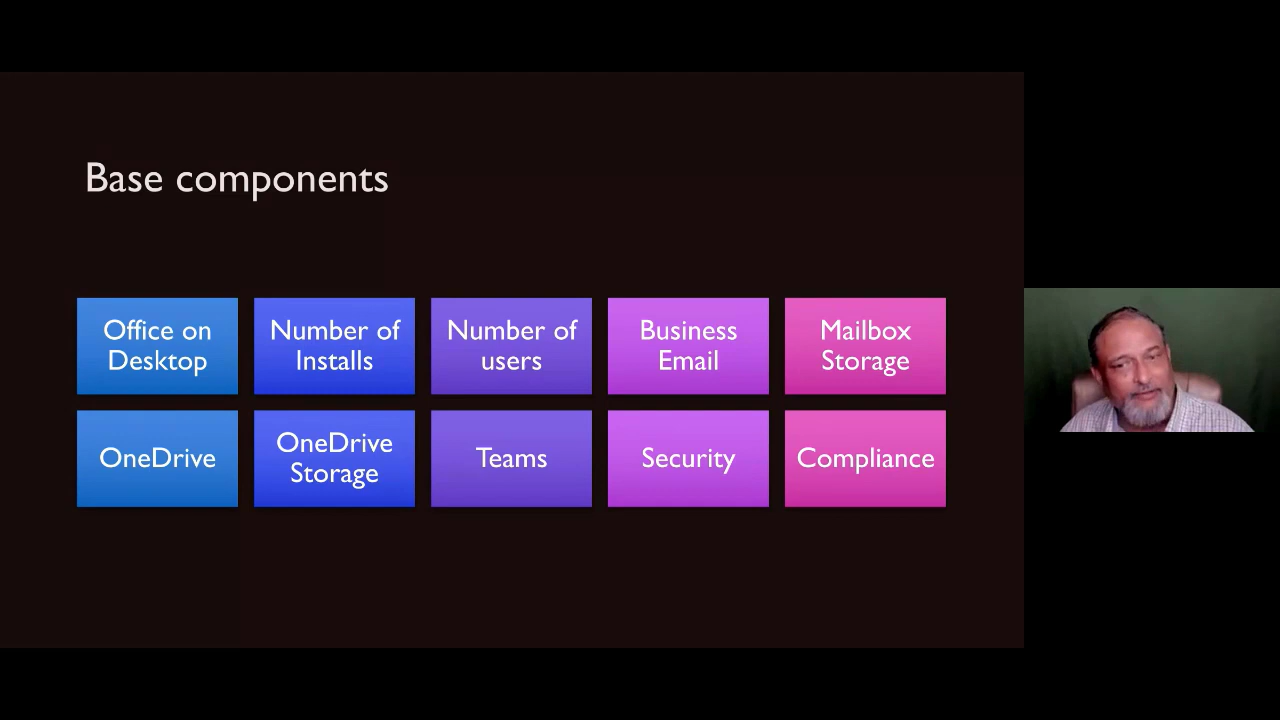 Base components
Office on
Desktop
Number of
Installs
Number of
users
Business
Email
Mailbox
Storage
OneDrive
OneDrive
Storage
Teams
Security
Compliance